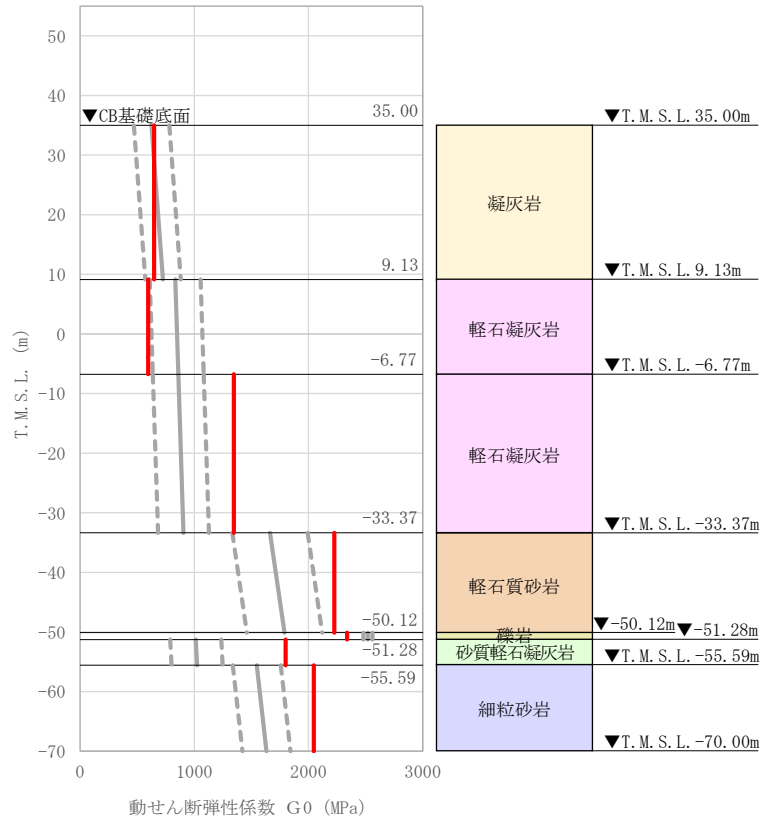 50
40
▼CB基礎底面
35.00
▼T.M.S.L.35.00m
30
凝灰岩
20
10
9.13
▼T.M.S.L.9.13m
軽石凝灰岩
0
T.M.S.L. (m)
-6.77
▼T.M.S.L.-6.77m
-10
軽石凝灰岩
-20
-30
-33.37
▼T.M.S.L.-33.37m
-40
軽石質砂岩
-50
-50.12
▼-50.12m
礫岩
▼-51.28m
-51.28
砂質軽石凝灰岩
▼T.M.S.L.-55.59m
-55.59
-60
細粒砂岩
-70
▼T.M.S.L.-70.00m
0 1000 2000 3000
動せん断弾性係数 G0 (MPa)